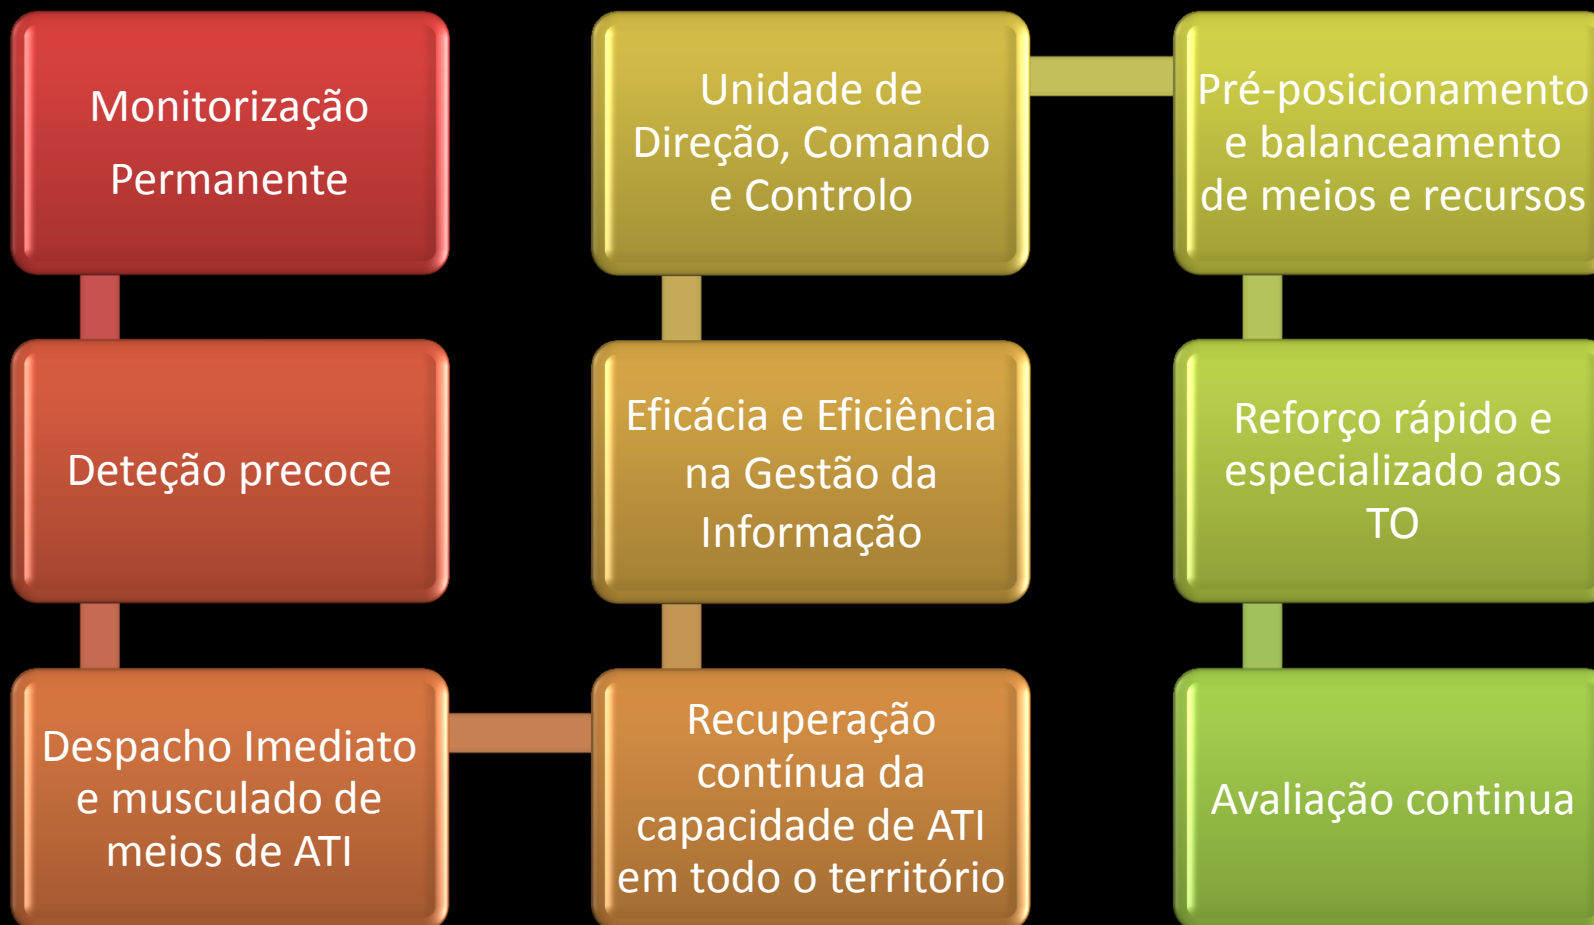 Monitorização
Permanente
Deteção precoce
Despacho Imediato
e musculado de
meios de ATI
Recuperação
contínua da
capacidade de ATI
em todo o território
Eficácia e Eficiência
na Gestão da
Informação
Unidade de
Direção, Comando
e Controlo
Pré-posicionamento
e balanceamento
de meios e recursos
Reforço rápido e
especializado aos
TO
Avaliação continua